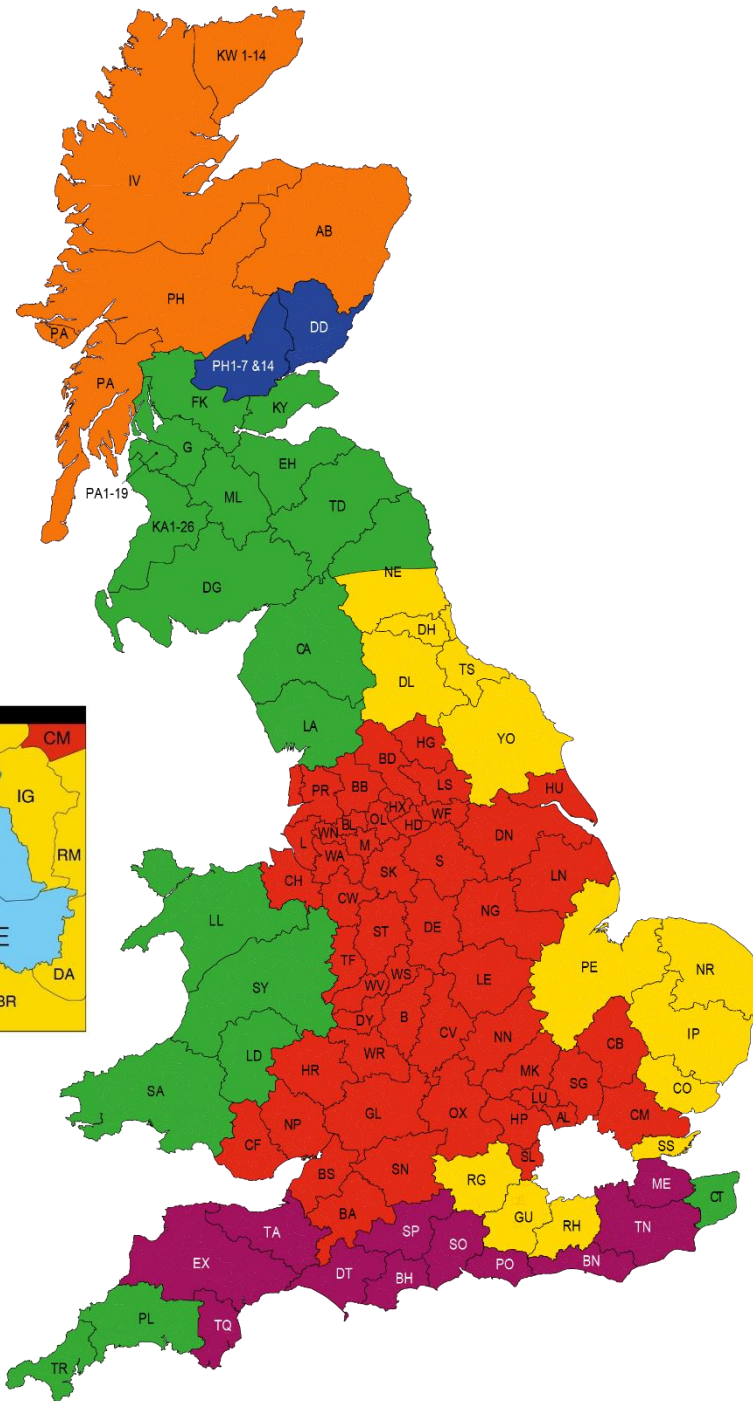 KW 1-14
IV
AB
PH
PA
DD
PH1-7 &14
PA
FK
KY
G
EH
PA1-19
ML
TD
KA1-26
NE
DG
DH
CA
TS
DL
LA
YO
CM
HG
BD
IG
PR
BB
LS
HU
HX
BL
OL
WF
WN
HD
L
M
DN
RM
WA
S
SK
LN
CH
CW
NG
LL
ST
DE
E
PE
NR
TF
WS
LE
DA
SY
WV
BR
B
IP
DY
CV
NN
CB
WR
LD
HR
MK
SG
CO
SA
LU
NP
GL
OX
HP
AL
CM
CF
SS
SL
BS
SN
RG
ME
CT
BA
GU
TA
SP
RH
TN
SO
EX
DT
BH
PO
BN
PL
TQ
TR